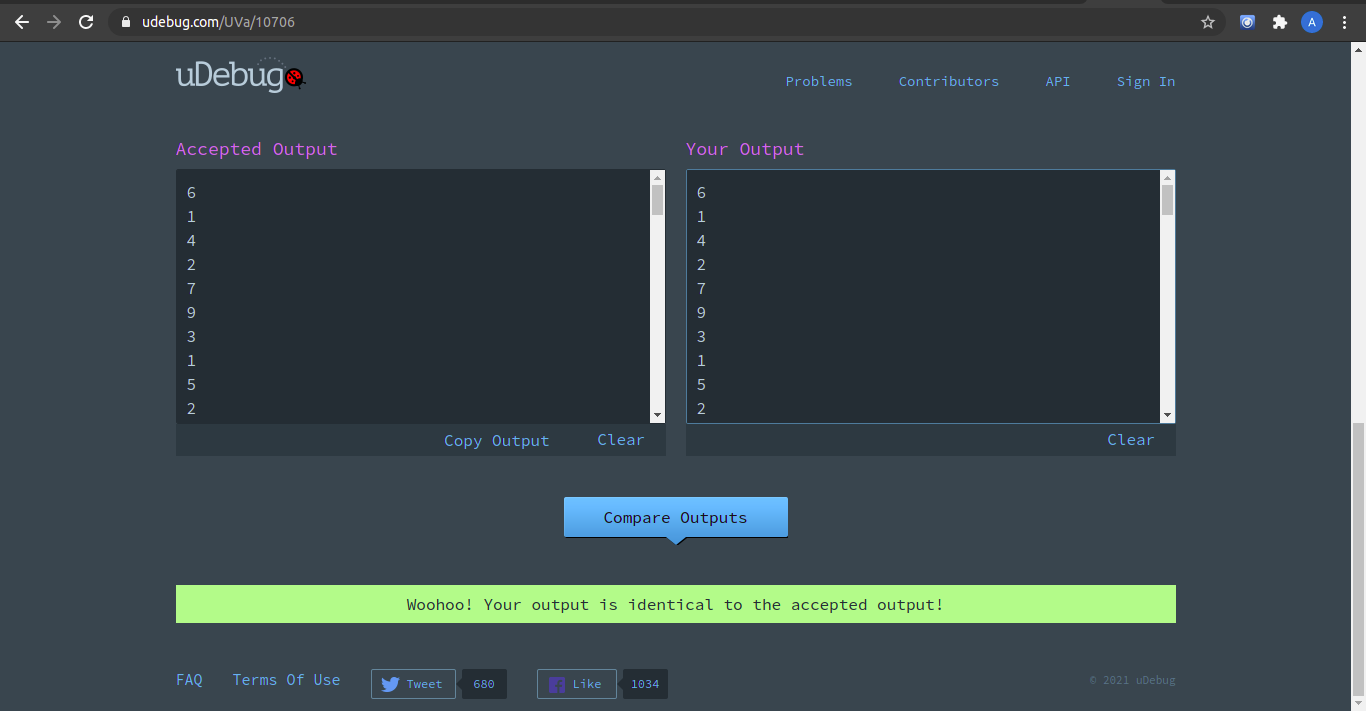 udebug.com/UVa/10706
A
uDebug
Problems Contributors API Sign In
Accepted Output Your Output
6 6
1 1
4 4
2 2
7 7
9 9
3 3
1 1
5 5
2 2
Copy Output Clear Clear
Compare Outputs
Woohoo! Your output is identical to the accepted output!
FAQ Terms Of Use Tweet 680 Like 1034 © 2021 uDebug